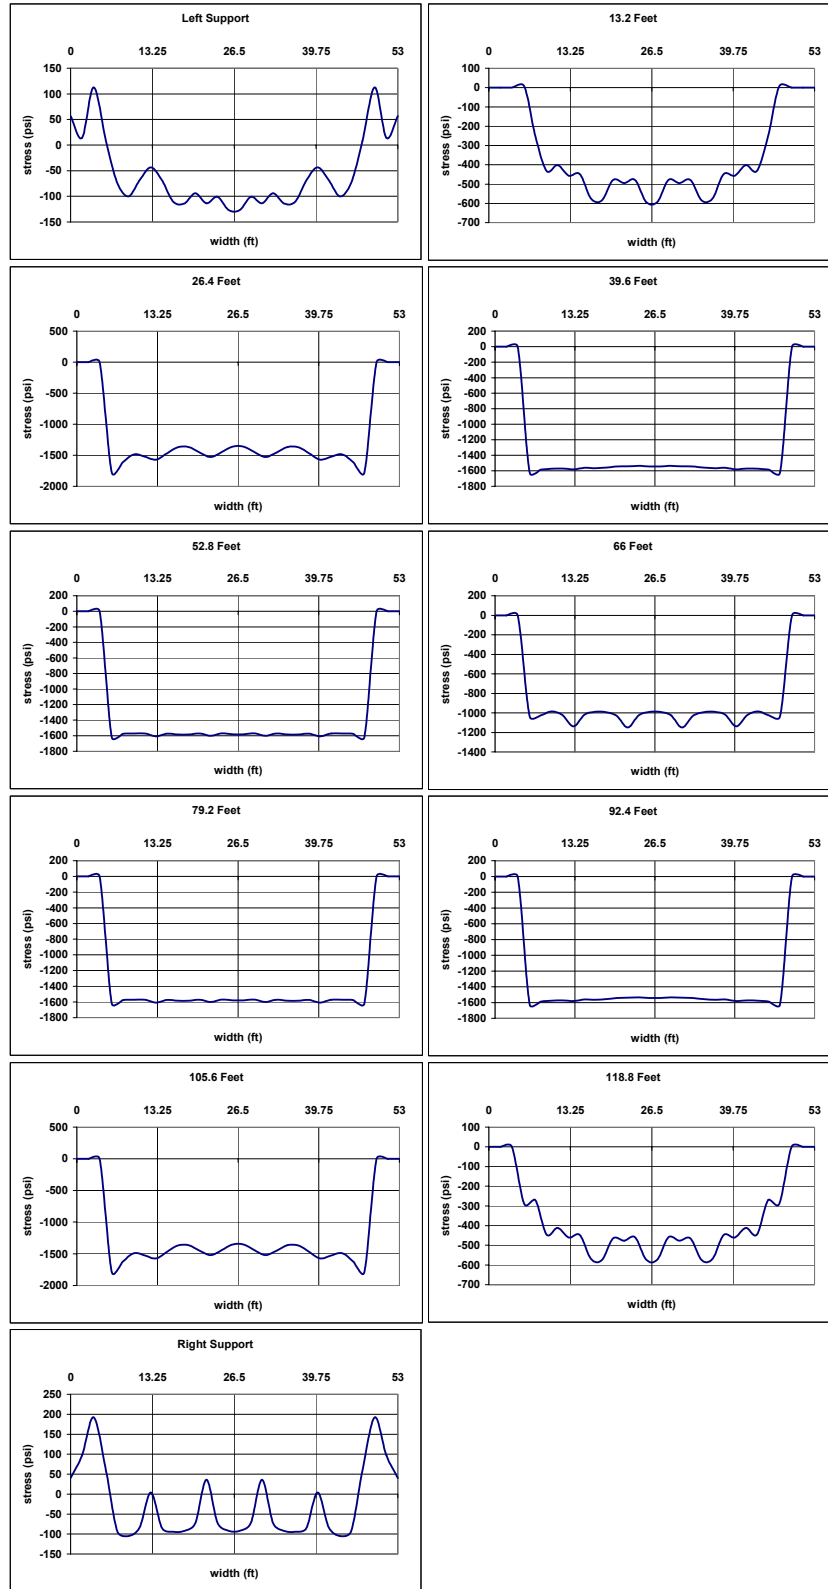 Left Support
0 13.25 26.5 39.75 53
150
100
50
0
-50
-100
-150
stress (psi)
width (ft)
13.2 Feet
0 13.25 26.5 39.75 53
100
0
-100
-200
-300
-400
-500
-600
-700
stress (psi)
width (ft)
26.4 Feet
0 13.25 26.5 39.75 53
500
0
-500
-1000
-1500
-2000
stress (psi)
width (ft)
39.6 Feet
0 13.25 26.5 39.75 53
200
0
-200
-400
-600
-800
-1000
-1200
-1400
-1600
-1800
stress (psi)
width (ft)
52.8 Feet
0 13.25 26.5 39.75 53
200
0
-200
-400
-600
-800
-1000
-1200
-1400
-1600
-1800
stress (psi)
width (ft)
66 Feet
0 13.25 26.5 39.75 53
200
0
-200
-400
-600
-800
-1000
-1200
-1400
stress (psi)
width (ft)
79.2 Feet
0 13.25 26.5 39.75 53
200
0
-200
-400
-600
-800
-1000
-1200
-1400
-1600
-1800
stress (psi)
width (ft)
92.4 Feet
0 13.25 26.5 39.75 53
200
0
-200
-400
-600
-800
-1000
-1200
-1400
-1600
-1800
stress (psi)
width (ft)
105.6 Feet
0 13.25 26.5 39.75 53
500
0
-500
-1000
-1500
-2000
stress (psi)
width (ft)
118.8 Feet
0 13.25 26.5 39.75 53
100
0
-100
-200
-300
-400
-500
-600
-700
stress (psi)
width (ft)
Right Support
0 13.25 26.5 39.75 53
250
200
150
100
50
0
-50
-100
-150
stress (psi)
width (ft)